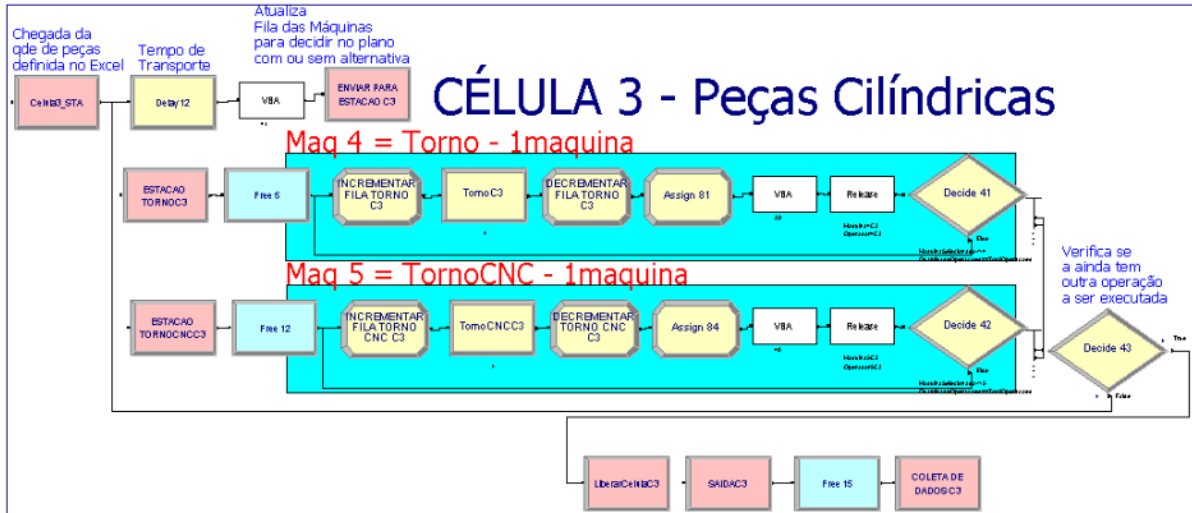 Chegada da
qde de peças
definida no Excel
Tempo de
Transporte
Atualiza
Fila das Máquinas
para decidir no plano
com ou sem alternativa
Celula3_STA
Delay 12
VBA
ENVIAR PARA
ESTACAO C3
CÉLULA 3 - Peças Cilíndricas
Maq 4 = Torno - 1maquina
ESTACAO
TORNOC3
Free 5
INCREMENTAR
FILA TORNO
C3
TornoC3
DECREMENTAR
FILA TORNO
C3
Assign 81
VBA
Release
Decide 41
Maq 5 = TornoCNC - 1maquina
ESTACAO
TORNOCNCC3
Free 12
INCREMENTAR
FILA TORNO
CNC C3
TornoCNCC3
DECREMENTAR
TORNO CNC
C3
Assign 84
VBA
Release
Decide 42
Verifica se
a ainda tem
outra operação
a ser executada
Decide 43
True
False
LiberarCelulaC3
SAIDAC3
Free 15
COLETA DE
DADOS C3